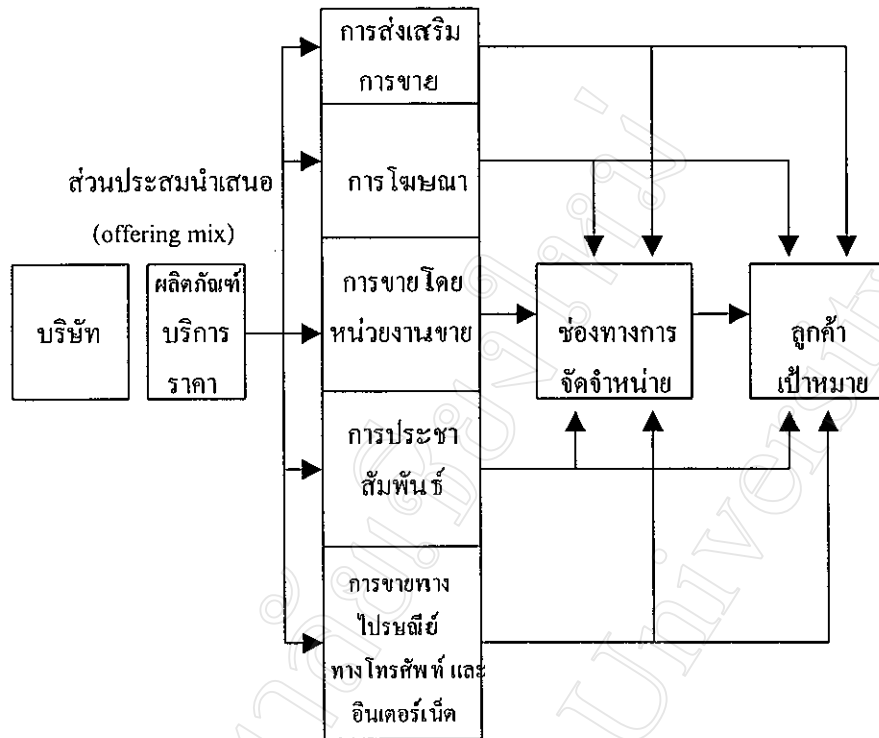 การส่งเสริม
การขาย
การโฆษณา
ส่วนประสมนำเสนอ
(offering mix)
บริษัท
ผลิตภัณฑ์
บริการ
ราคา
การขายโดย
หน่วยงานขาย
ช่องทางการ
จัดจำหน่าย
ลูกค้า
เป้าหมาย
การประชา
สัมพันธ์
การขายทาง
ไปรษณีย์
ทางโทรศัพท์ และ
อินเตอร์เน็ต
University